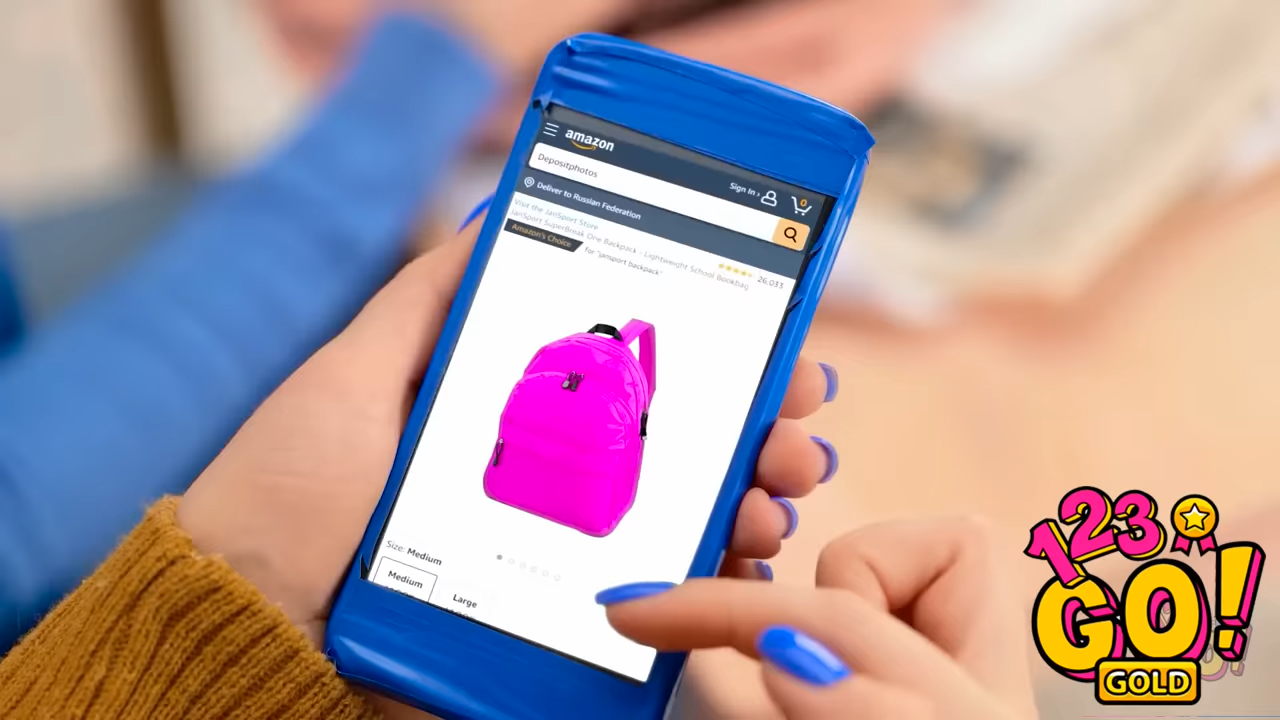 amazon
Depositphotos
Sign In ›
0
Deliver to Russian Federation
Visit the JanSport Store
JanSport SuperBreak One Backpack - Lightweight School Bookbag
Amazon's Choice
for "jansport backpack"
26,033
Size: Medium
Medium
Large
123
GO!
GOLD